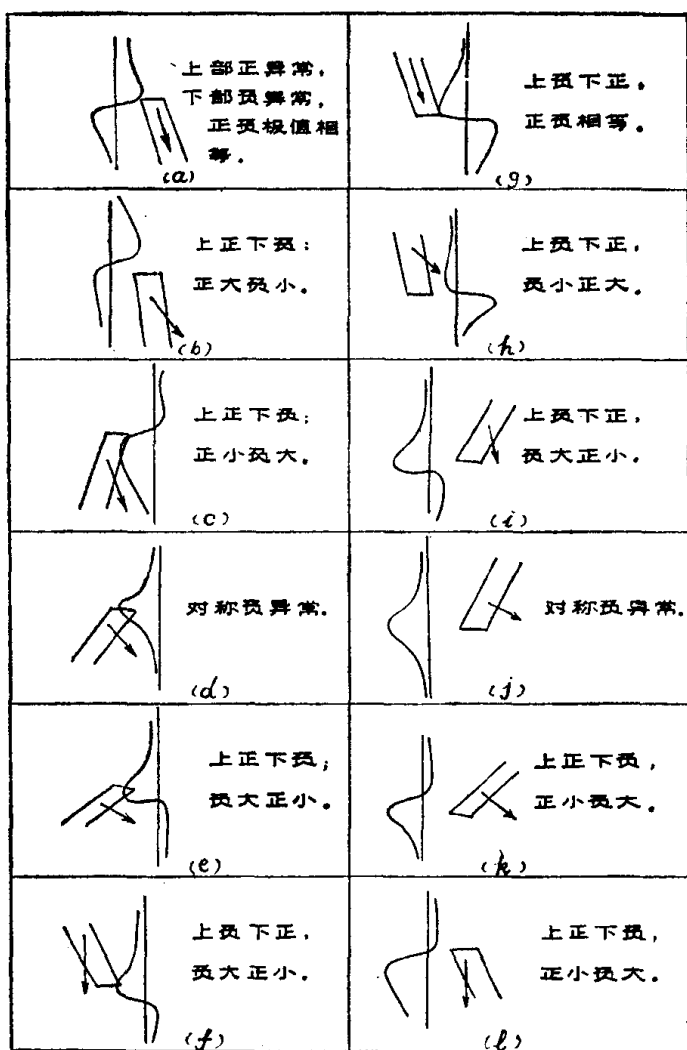 上部正异常，
下部负异常，
正负极值相
等。
(a)
上负下正，
正负相等。
(g)
上正下负；
正大负小。
(b)
上负下正，
负小正大。
(h)
上正下负；
正小负大。
(c)
上负下正，
负大正小。
(i)
对称负异常。
(d)
对称负异常。
(j)
上正下负；
负大正小。
(e)
上正下负，
正小负大。
(k)
上负下正，
负大正小。
(f)
上正下负，
正小负大。
(l)